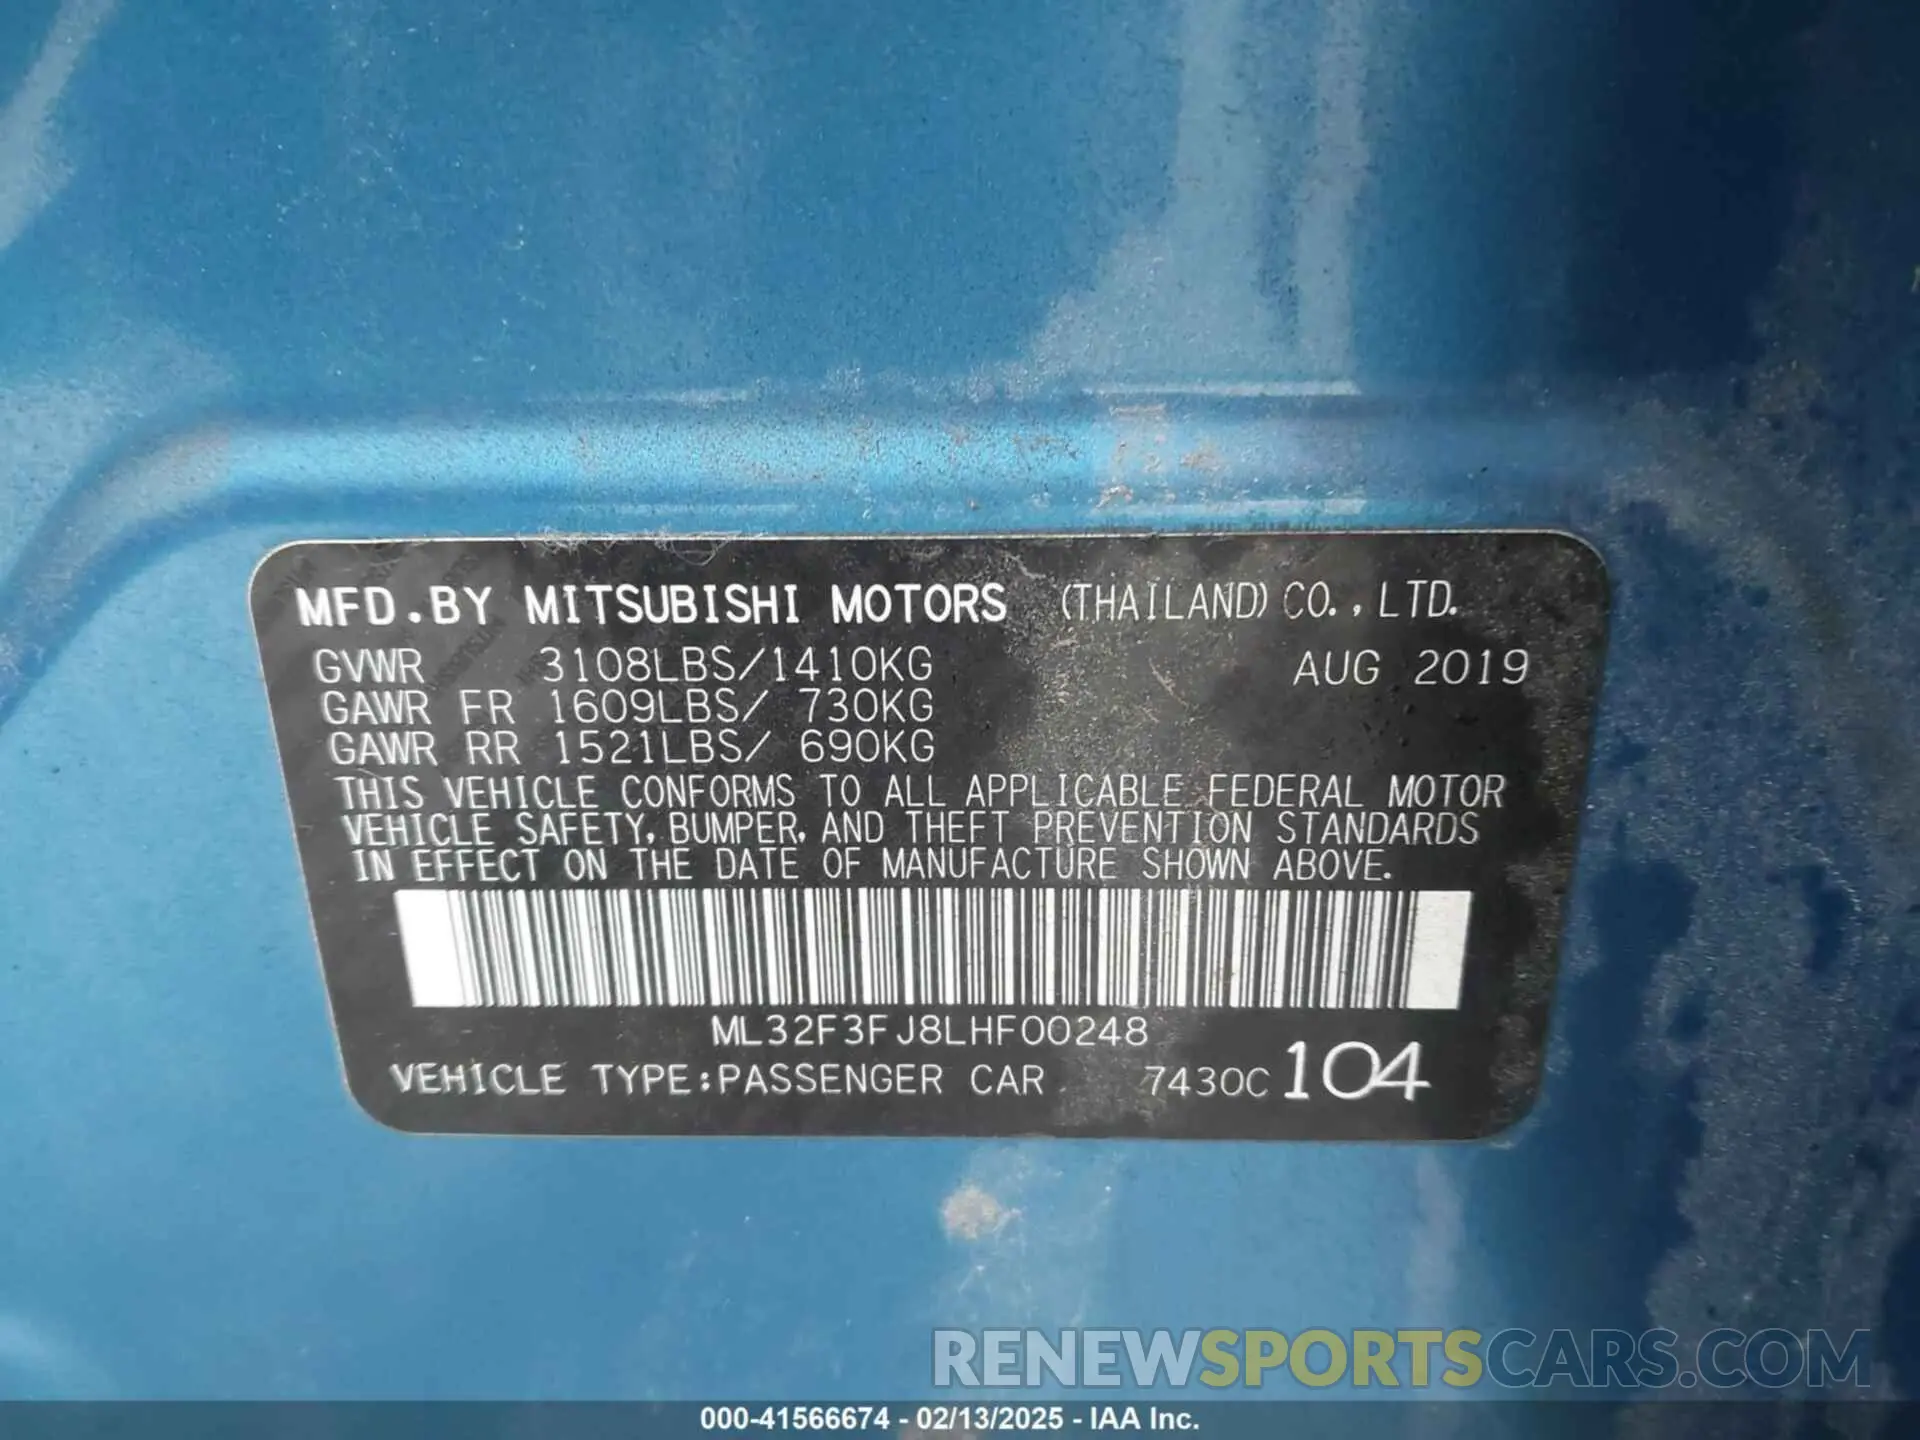 MFD.BY MITSUBISHI MOTORS (THAILAND) CO.,LTD.
GVWR 3108LBS/1410KG AUG 2019
GAWR FR 1609LBS/ 730KG
GAWR RR 1521LBS/ 690KG
THIS VEHICLE CONFORMS TO ALL APPLICABLE FEDERAL MOTOR
VEHICLE SAFETY, BUMPER, AND THEFT PREVENTION STANDARDS
IN EFFECT ON THE DATE OF MANUFACTURE SHOWN ABOVE.
ML32F3FJ8LHF00248
VEHICLE TYPE:PASSENGER CAR 7430C 104
RENEWSPORTSCARS.COM
000-41566674 - 02/13/2025 - IAA Inc.